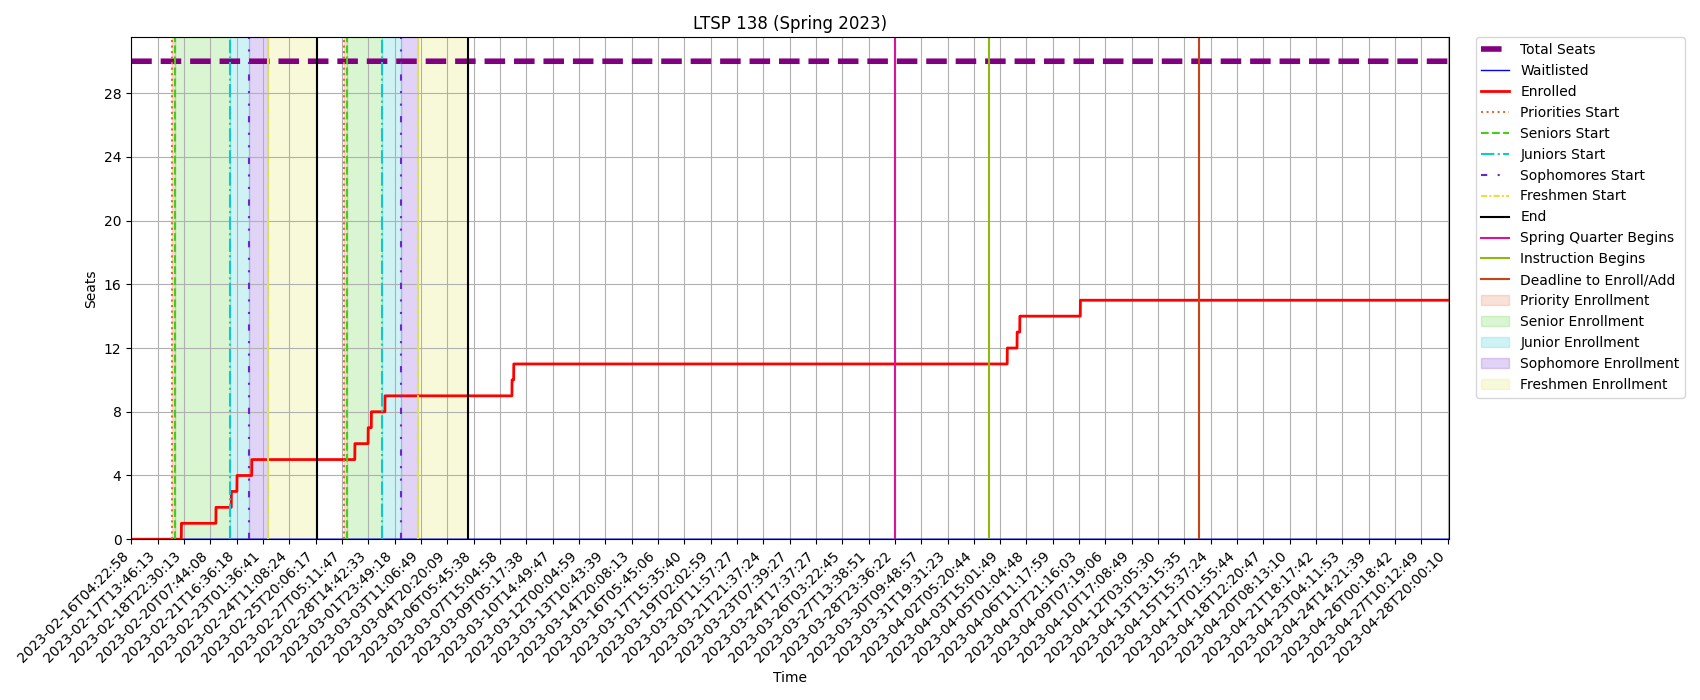 LTSP 138 (Spring 2023)
Seats
28
24
20
16
12
8
4
0
2023-02-16T04:22:58
2023-02-17T13:46:13
2023-02-18T22:30:13
2023-02-20T07:44:08
2023-02-21T16:36:18
2023-02-23T01:36:41
2023-02-24T11:08:24
2023-02-25T20:06:17
2023-02-27T05:11:47
2023-02-28T14:42:33
2023-03-01T23:49:18
2023-03-03T11:06:49
2023-03-04T20:20:09
2023-03-06T05:45:38
2023-03-07T15:04:58
2023-03-09T05:17:38
2023-03-10T14:49:47
2023-03-12T00:04:59
2023-03-13T10:43:39
2023-03-14T20:08:13
2023-03-16T05:45:06
2023-03-17T15:35:40
2023-03-19T02:02:59
2023-03-20T11:57:27
2023-03-21T21:37:24
2023-03-23T07:39:27
2023-03-24T17:37:27
2023-03-26T03:22:45
2023-03-27T13:38:51
2023-03-28T23:36:22
2023-03-30T09:48:57
2023-03-31T19:31:23
2023-04-02T05:20:44
2023-04-03T15:01:49
2023-04-05T01:04:48
2023-04-06T11:17:59
2023-04-07T21:16:03
2023-04-09T07:19:06
2023-04-10T17:08:49
2023-04-12T03:05:30
2023-04-13T13:15:35
2023-04-15T15:37:24
2023-04-17T01:55:44
2023-04-18T12:20:47
2023-04-20T08:13:10
2023-04-21T18:17:42
2023-04-23T04:11:53
2023-04-24T14:21:39
2023-04-26T00:18:42
2023-04-27T10:12:49
2023-04-28T20:00:10
Time
Total Seats
Waitlisted
Enrolled
Priorities Start
Seniors Start
Juniors Start
Sophomores Start
Freshmen Start
End
Spring Quarter Begins
Instruction Begins
Deadline to Enroll/Add
Priority Enrollment
Senior Enrollment
Junior Enrollment
Sophomore Enrollment
Freshmen Enrollment